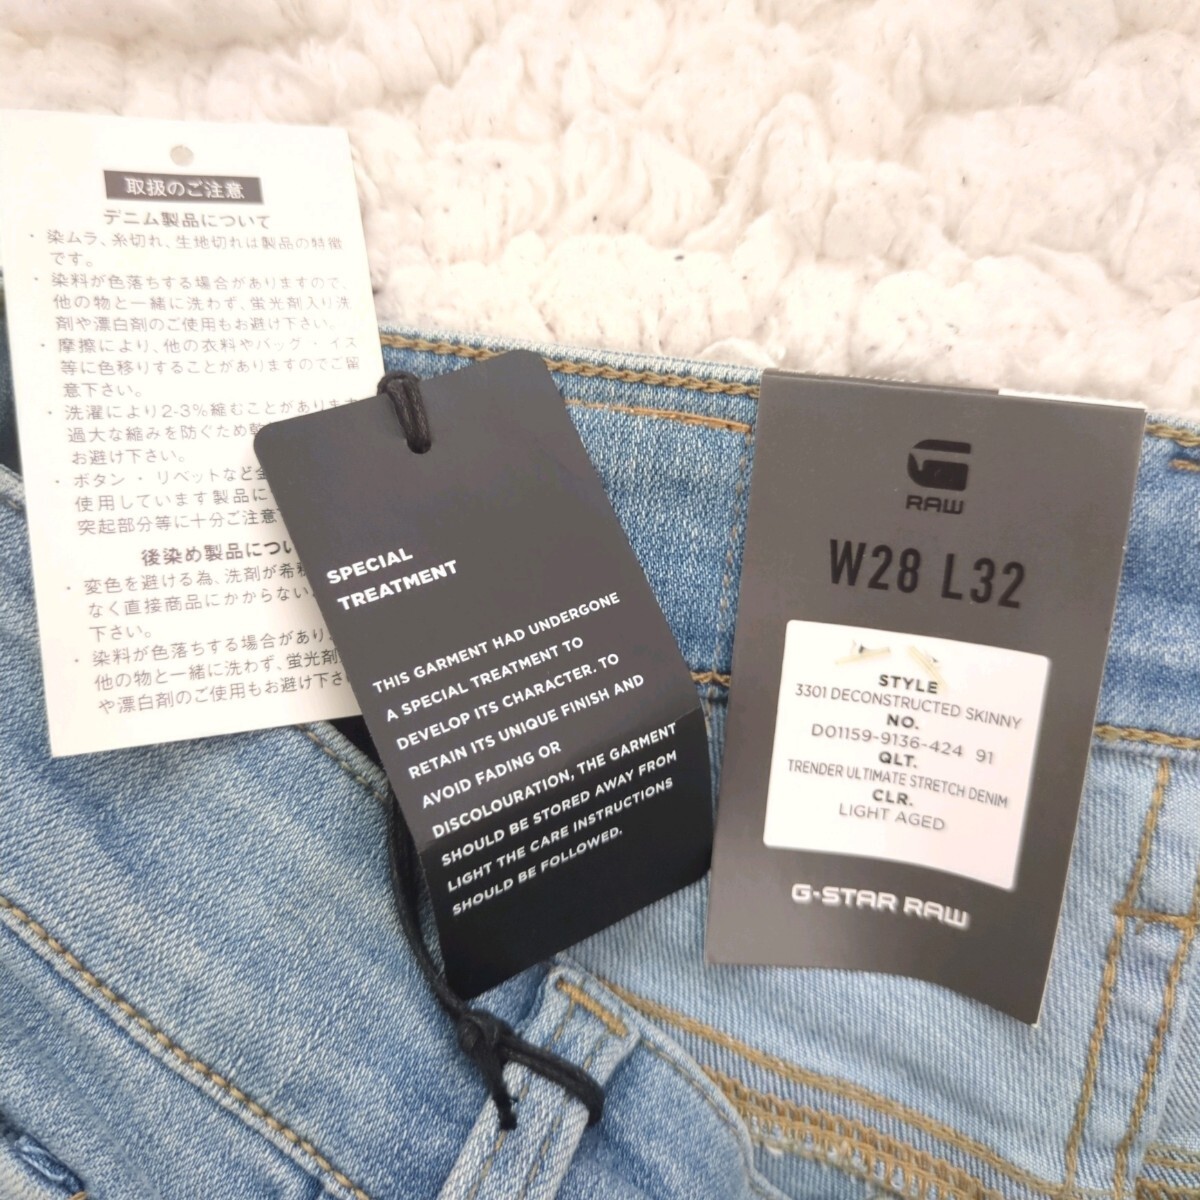 取扱のご注意
デニム製品について
・染ムラ、糸切れ、生地切れは製品の特徴
です。
・染料が色落ちする場合がありますので、
他の物と一緒に洗わず、蛍光剤入り洗
剤や漂白剤のご使用もお避け下さい。
・摩擦により、他の衣料やバッグ・イス
等に色移りすることがありますのでご留
意下さい。
・洗濯により2-3%縮むことがあります
過大な縮みを防ぐため
お避け下さい。
・ボタン・リベットなど
使用しています製品に
突起部分等に十分ご注意
後染め製品につい
・変色を避ける為、洗剤が希
なく直接商品にかからない
下さい。
・染料が色落ちする場合があり
他の物と一緒に洗わず、蛍光剤
や漂白剤のご使用もお避け下さ
SPECIAL
TREATMENT
THIS GARMENT HAD UNDERGONE
A SPECIAL TREATMENT TO
DEVELOP ITS CHARACTER. TO
RETAIN ITS UNIQUE FINISH AND
AVOID FADING OR
DISCOLOURATION, THE GARMENT
SHOULD BE STORED AWAY FROM
LIGHT THE CARE INSTRUCTIONS
SHOULD BE FOLLOWED.
G
RAW
W28 L32
STYLE
3301 DECONSTRUCTED SKINNY
NO.
D01159-9136-424 91
QLT.
TRENDER ULTIMATE STRETCH DENIM
CLR.
LIGHT AGED
G-STAR RAW